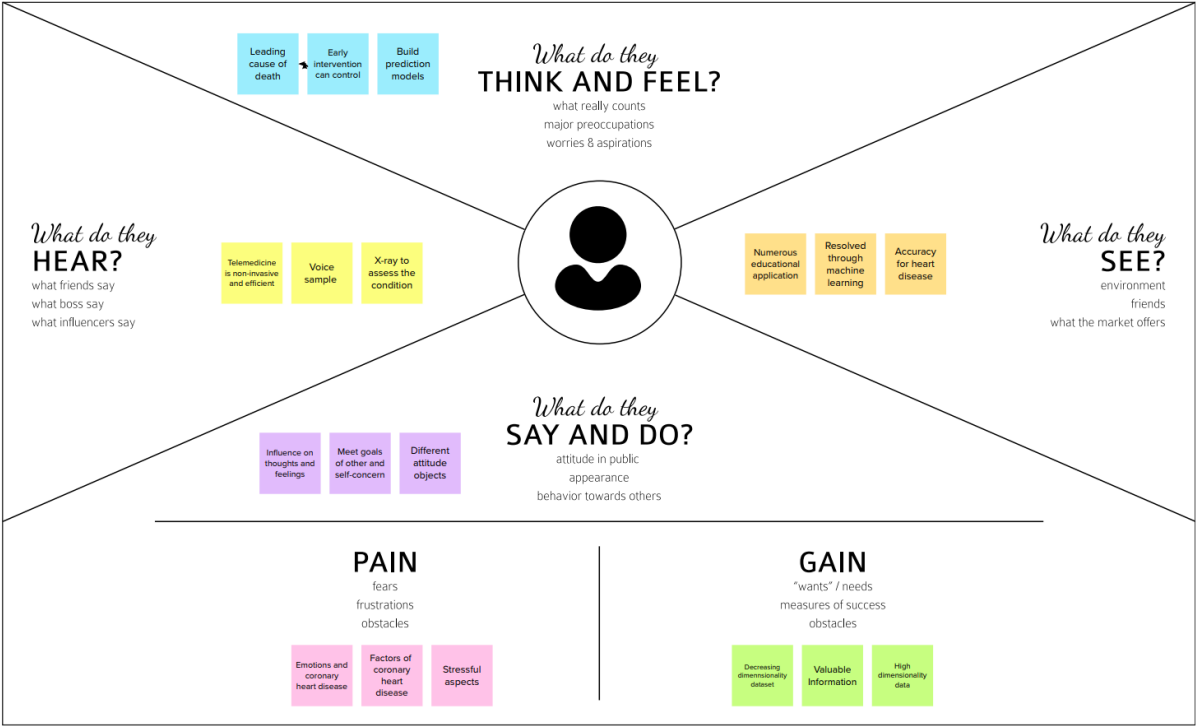 Leading
cause of
death
Early
intervention
can control
Build
prediction
models
What do they
THINK AND FEEL?
what really counts
major preoccupations
worries & aspirations
What do they
HEAR?
what friends say
what boss say
what influencers say
Telemedicine
is non-invasive
and efficient
Voice
sample
X-ray to
assess the
condition
Numerous
educational
application
Resolved
through
machine
learning
Accuracy
for heart
disease
What do they
SEE?
environment
friends
what the market offers
What do they
SAY AND DO?
attitude in public
appearance
behavior towards others
Influence on
thoughts and
feelings
Meet goals
of other and
self-concern
Different
attitude
objects
PAIN
fears
frustrations
obstacles
Emotions and
coronary
heart disease
Factors of
coronary
heart
disease
Stressful
aspects
GAIN
“wants” / needs
measures of success
obstacles
Decreasing
dimennsionality
dataset
Valuable
Information
High
dimensionality
data